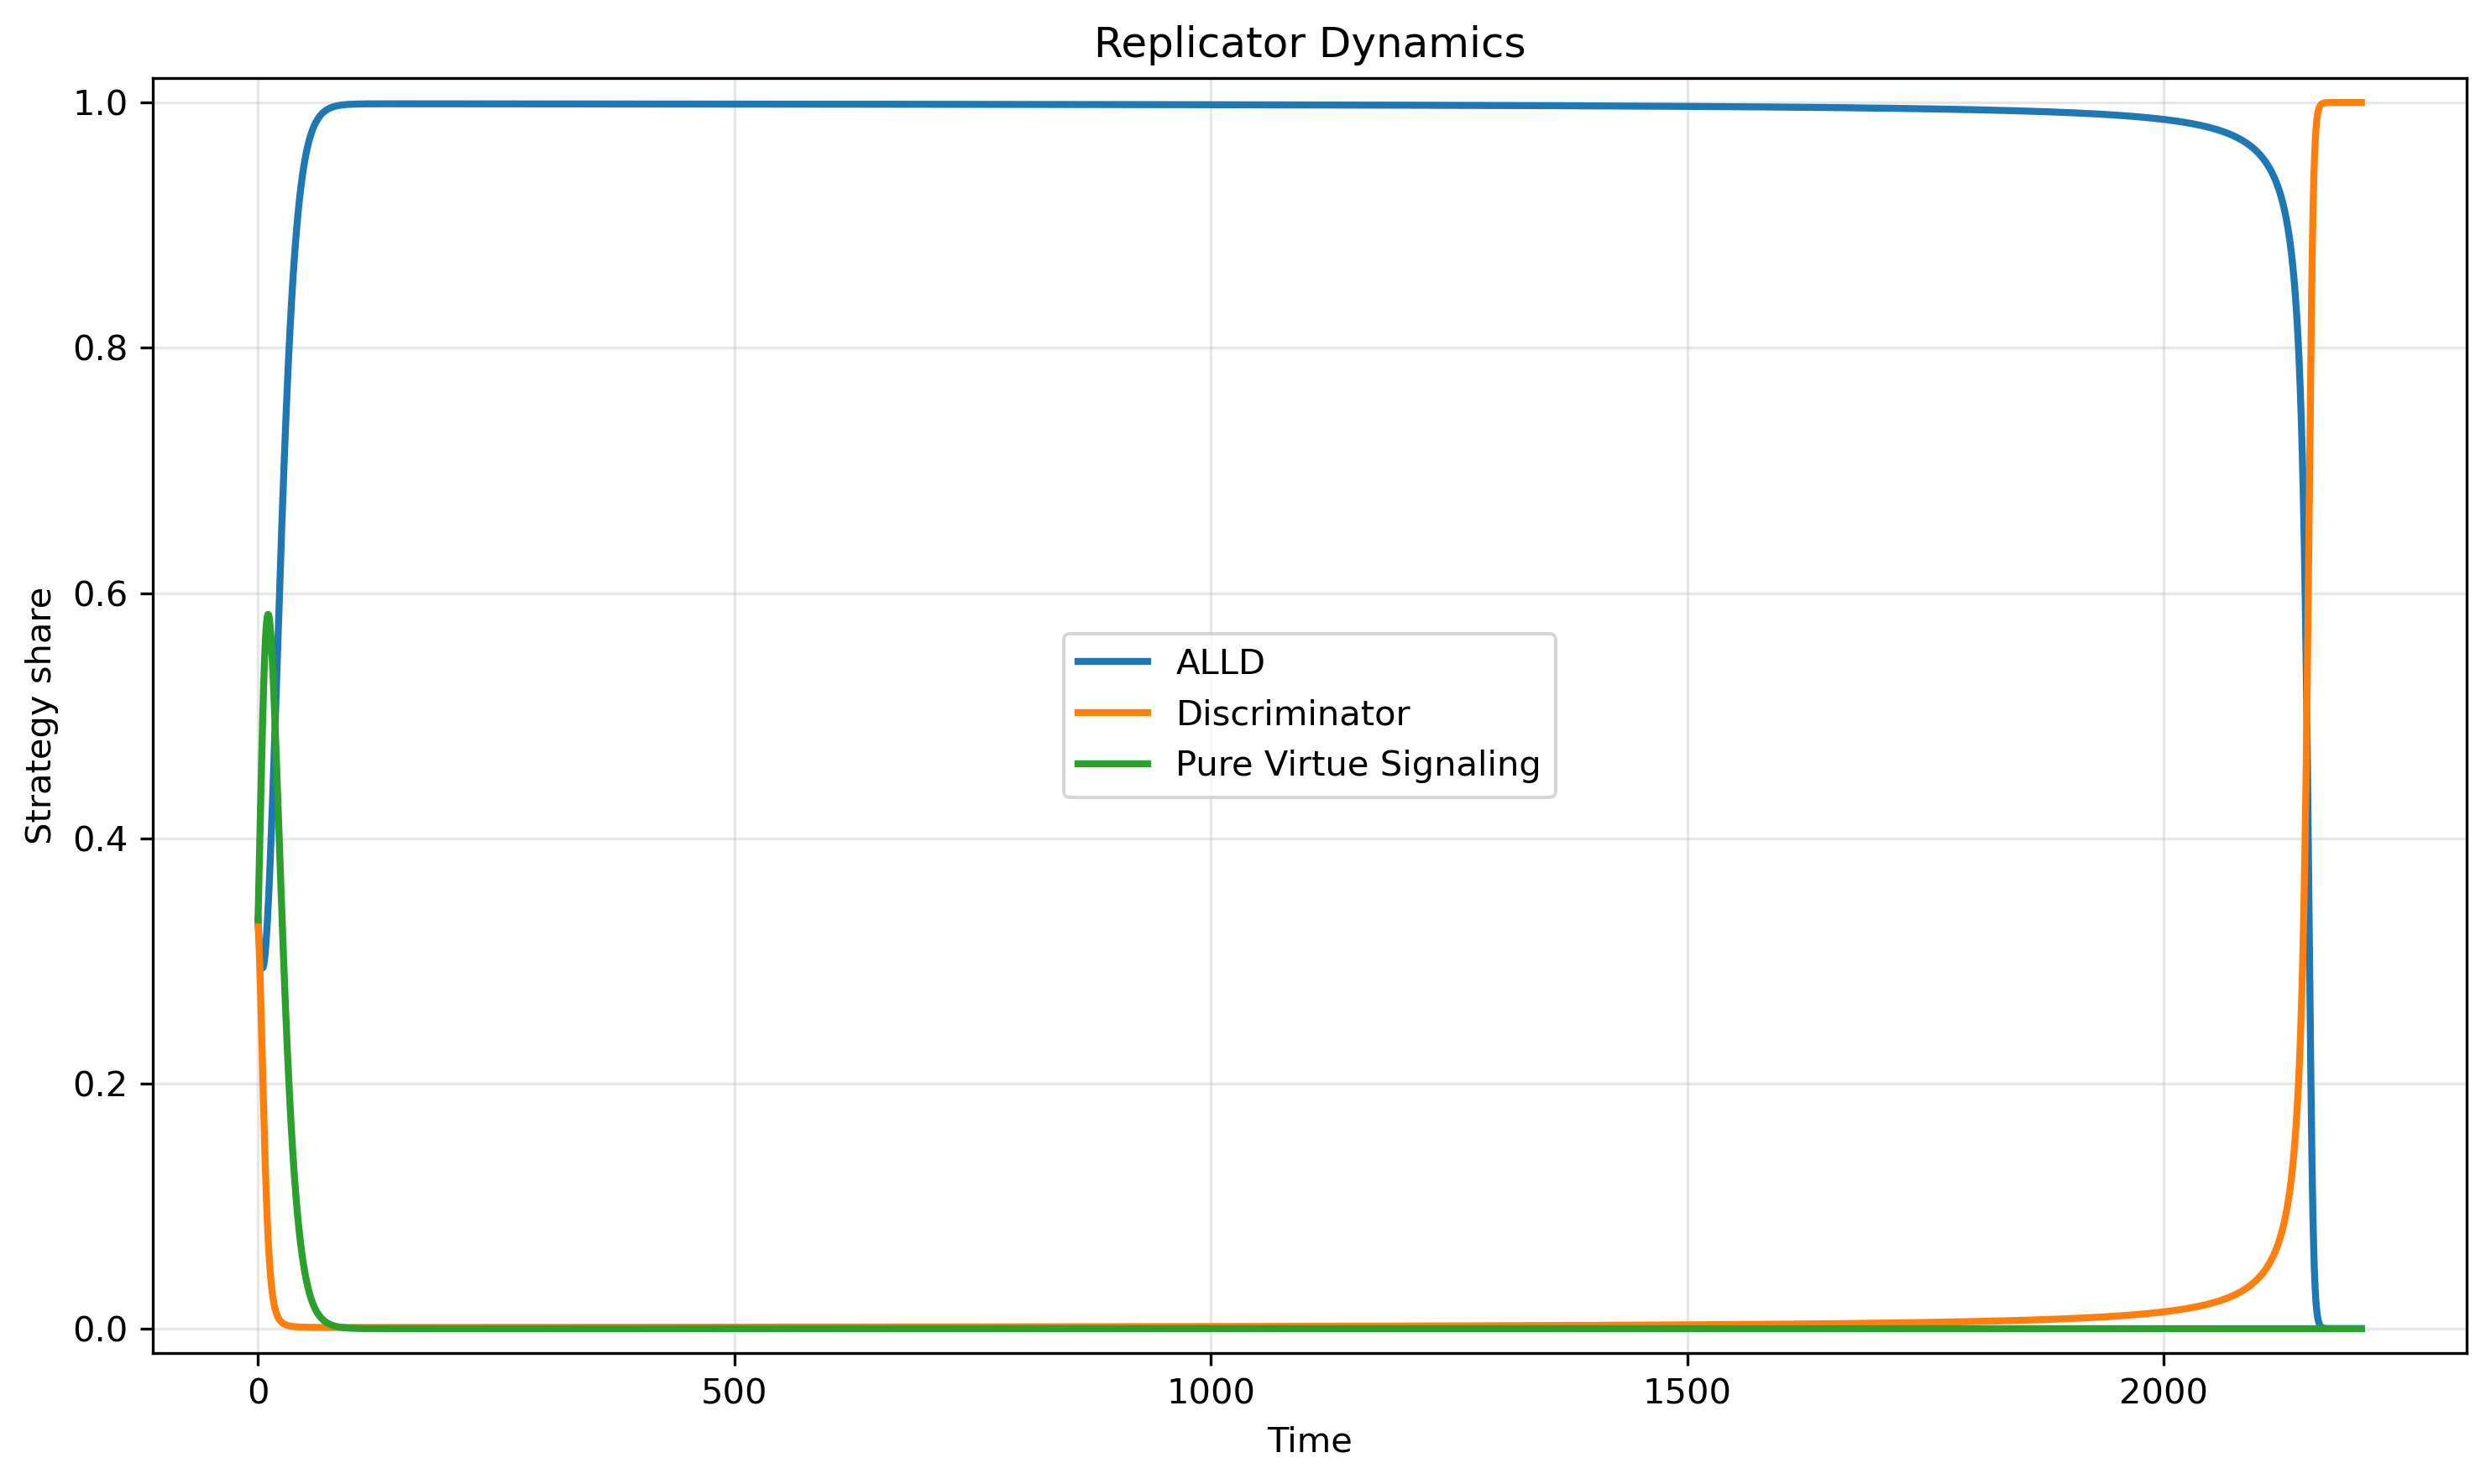 Replicator Dynamics
Strategy share
1.0
0.8
0.6
0.4
0.2
0.0
ALLD
Discriminator
Pure Virtue Signaling
0 500 1000 1500 2000
Time